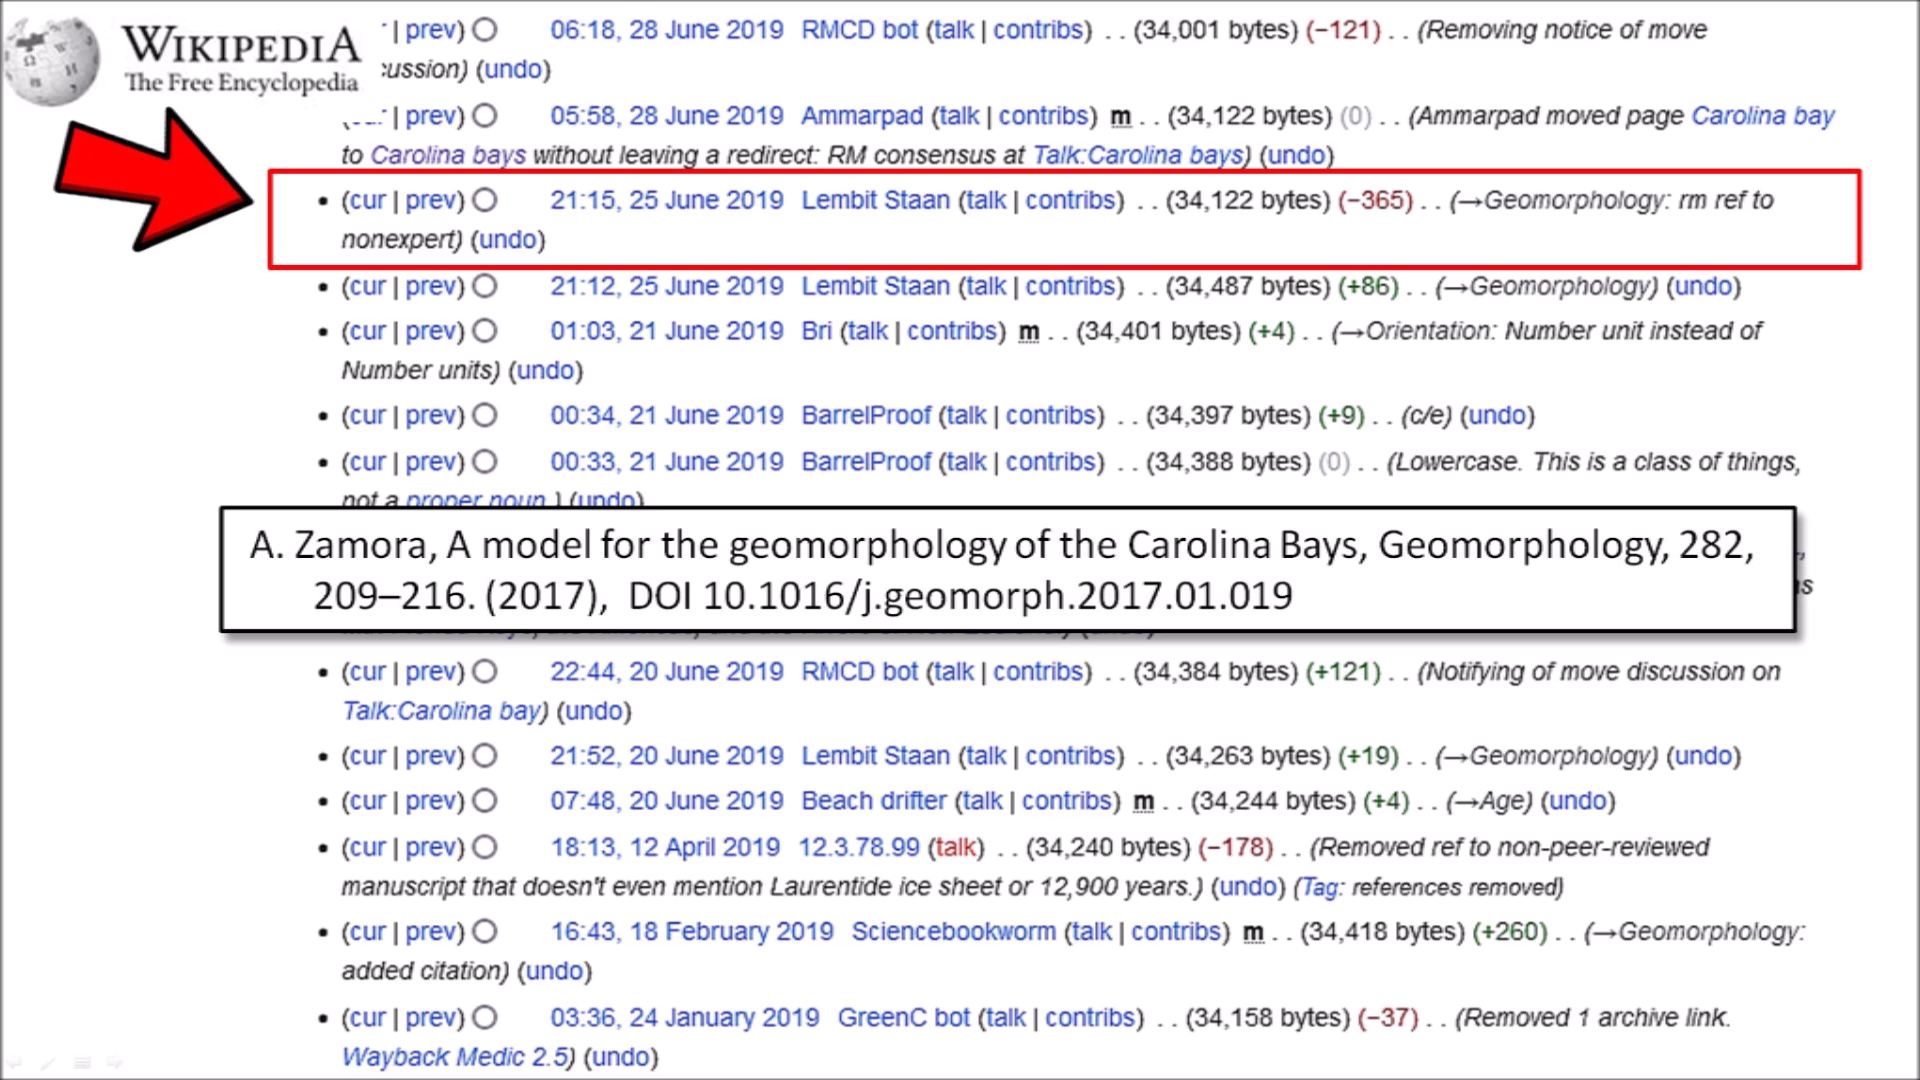 WIKIPEDIA
The Free Encyclopedia
| prev) 06:18, 28 June 2019 RMCD bot (talk | contribs) . . (34,001 bytes) (−121) . . (Removing notice of move
cussion) (undo)
| prev) 05:58, 28 June 2019 Ammarpad (talk | contribs) m . . (34,122 bytes) (0) . . (Ammarpad moved page Carolina bay
to Carolina bays without leaving a redirect: RM consensus at Talk:Carolina bays) (undo)
• (cur | prev) 21:15, 25 June 2019 Lembit Staan (talk | contribs) . . (34,122 bytes) (−365) . . (→Geomorphology: rm ref to
nonexpert) (undo)
• (cur | prev) 21:12, 25 June 2019 Lembit Staan (talk | contribs) . . (34,487 bytes) (+86) . . (→Geomorphology) (undo)
• (cur | prev) 01:03, 21 June 2019 Bri (talk | contribs) m . . (34,401 bytes) (+4) . . (→Orientation: Number unit instead of
Number units) (undo)
• (cur | prev) 00:34, 21 June 2019 BarrelProof (talk | contribs) . . (34,397 bytes) (+9) . . (c/e) (undo)
• (cur | prev) 00:33, 21 June 2019 BarrelProof (talk | contribs) . . (34,388 bytes) (0) . . (Lowercase. This is a class of things,
not a proper noun.) (undo)
A. Zamora, A model for the geomorphology of the Carolina Bays, Geomorphology, 282,
209–216. (2017), DOI 10.1016/j.geomorph.2017.01.019
• (cur | prev) 22:44, 20 June 2019 RMCD bot (talk | contribs) . . (34,384 bytes) (+121) . . (Notifying of move discussion on
Talk:Carolina bay) (undo)
• (cur | prev) 21:52, 20 June 2019 Lembit Staan (talk | contribs) . . (34,263 bytes) (+19) . . (→Geomorphology) (undo)
• (cur | prev) 07:48, 20 June 2019 Beach drifter (talk | contribs) m . . (34,244 bytes) (+4) . . (→Age) (undo)
• (cur | prev) 18:13, 12 April 2019 12.3.78.99 (talk) . . (34,240 bytes) (−178) . . (Removed ref to non-peer-reviewed
manuscript that doesn't even mention Laurentide ice sheet or 12,900 years.) (undo) (Tag: references removed)
• (cur | prev) 16:43, 18 February 2019 Sciencebookworm (talk | contribs) m . . (34,418 bytes) (+260) . . (→Geomorphology:
added citation) (undo)
• (cur | prev) 03:36, 24 January 2019 GreenC bot (talk | contribs) . . (34,158 bytes) (−37) . . (Removed 1 archive link.
Wayback Medic 2.5) (undo)